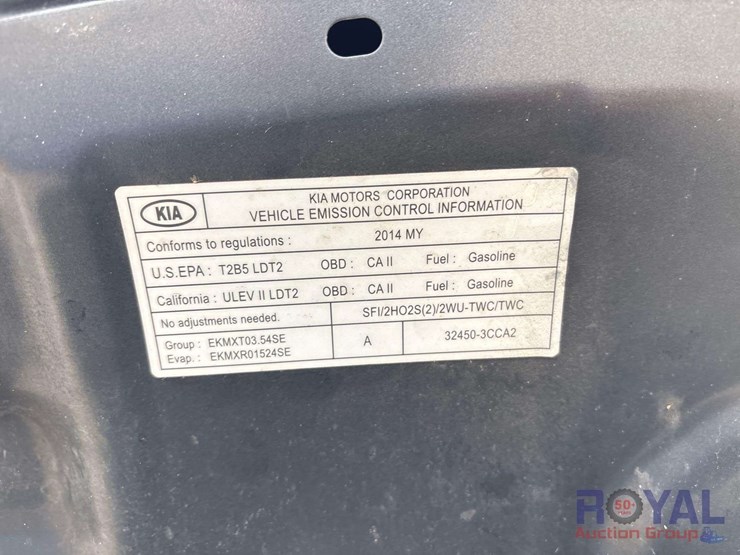 KIA
KIA MOTORS CORPORATION
VEHICLE EMISSION CONTROL INFORMATION
Conforms to regulations : 2014 MY
U.S.EPA : T2B5 LDT2 OBD : CA II Fuel : Gasoline
California : ULEV II LDT2 OBD : CA II Fuel : Gasoline
No adjustments needed. SFI/2HO2S(2)/2WU-TWC/TWC
Group : EKMXT03.54SE A 32450-3CCA2
Evap. : EKMXR01524SE
ROYAL
50
Auction Group